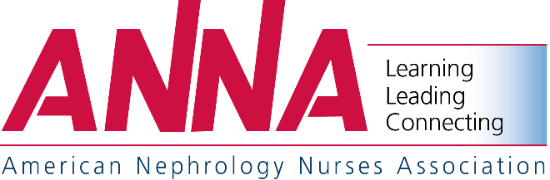 ANNA
Learning
Leading
Connecting
American Nephrology Nurses Association